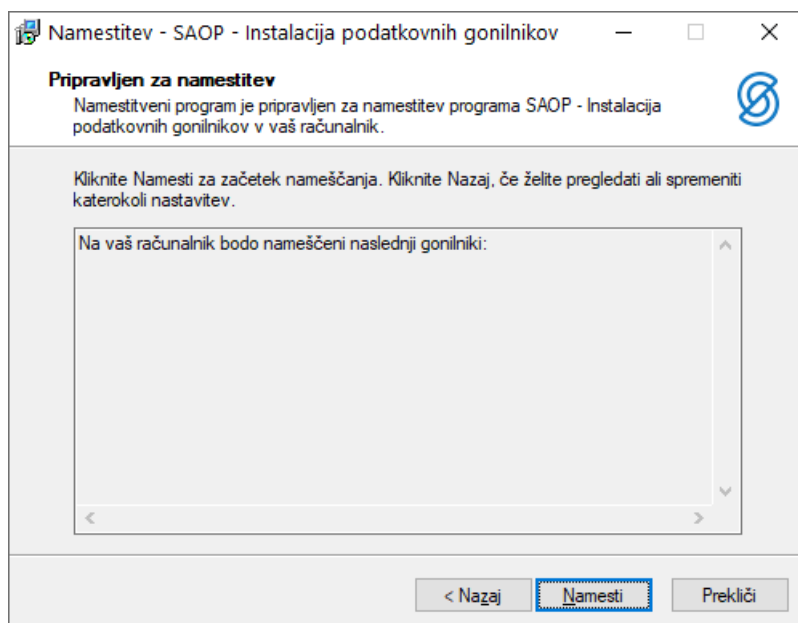 Namestitev - SAOP - Instalacija podatkovnih gonilnikov
Pripravljen za namestitev
Namestitveni program je pripravljen za namestitev programa SAOP - Instalacija
podatkovnih gonilnikov v vaš računalnik.
Kliknite Namesti za začetek nameščanja. Kliknite Nazaj, če želite pregledati ali spremeniti
katerokoli nastavitev.
Na vaš računalnik bodo nameščeni naslednji gonilniki:
< Nazaj Namesti Prekliči